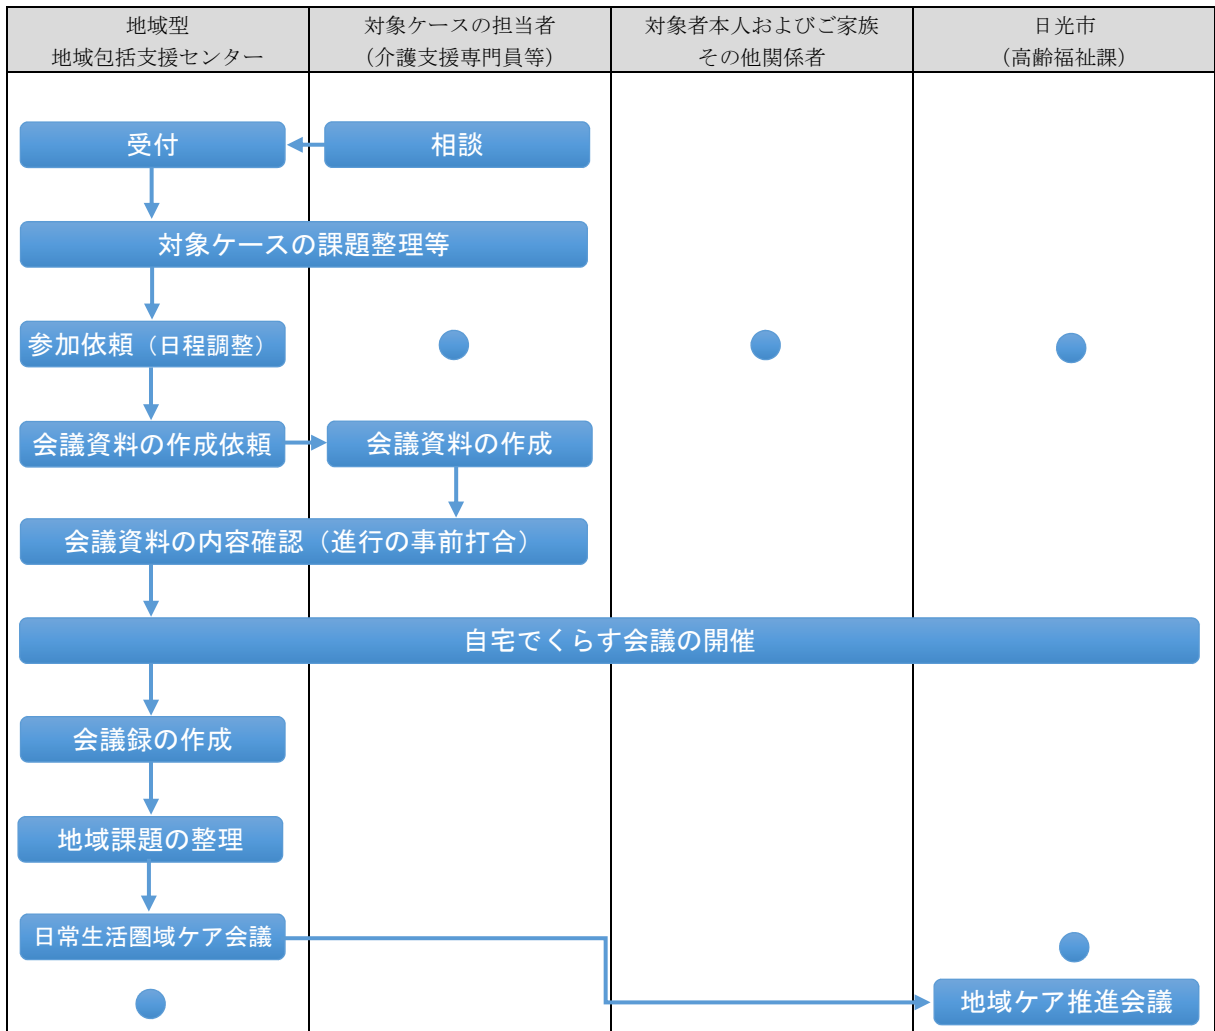 地域型
地域包括支援センター
対象ケースの担当者
(介護支援専門員等)
対象者本人およびご家族
その他関係者
日光市
(高齢福祉課)
受付
相談
対象ケースの課題整理等
参加依頼（日程調整）
会議資料の作成依頼
会議資料の作成
会議資料の内容確認（進行の事前打合）
自宅でくらす会議の開催
会議録の作成
地域課題の整理
日常生活圏域ケア会議
地域ケア推進会議